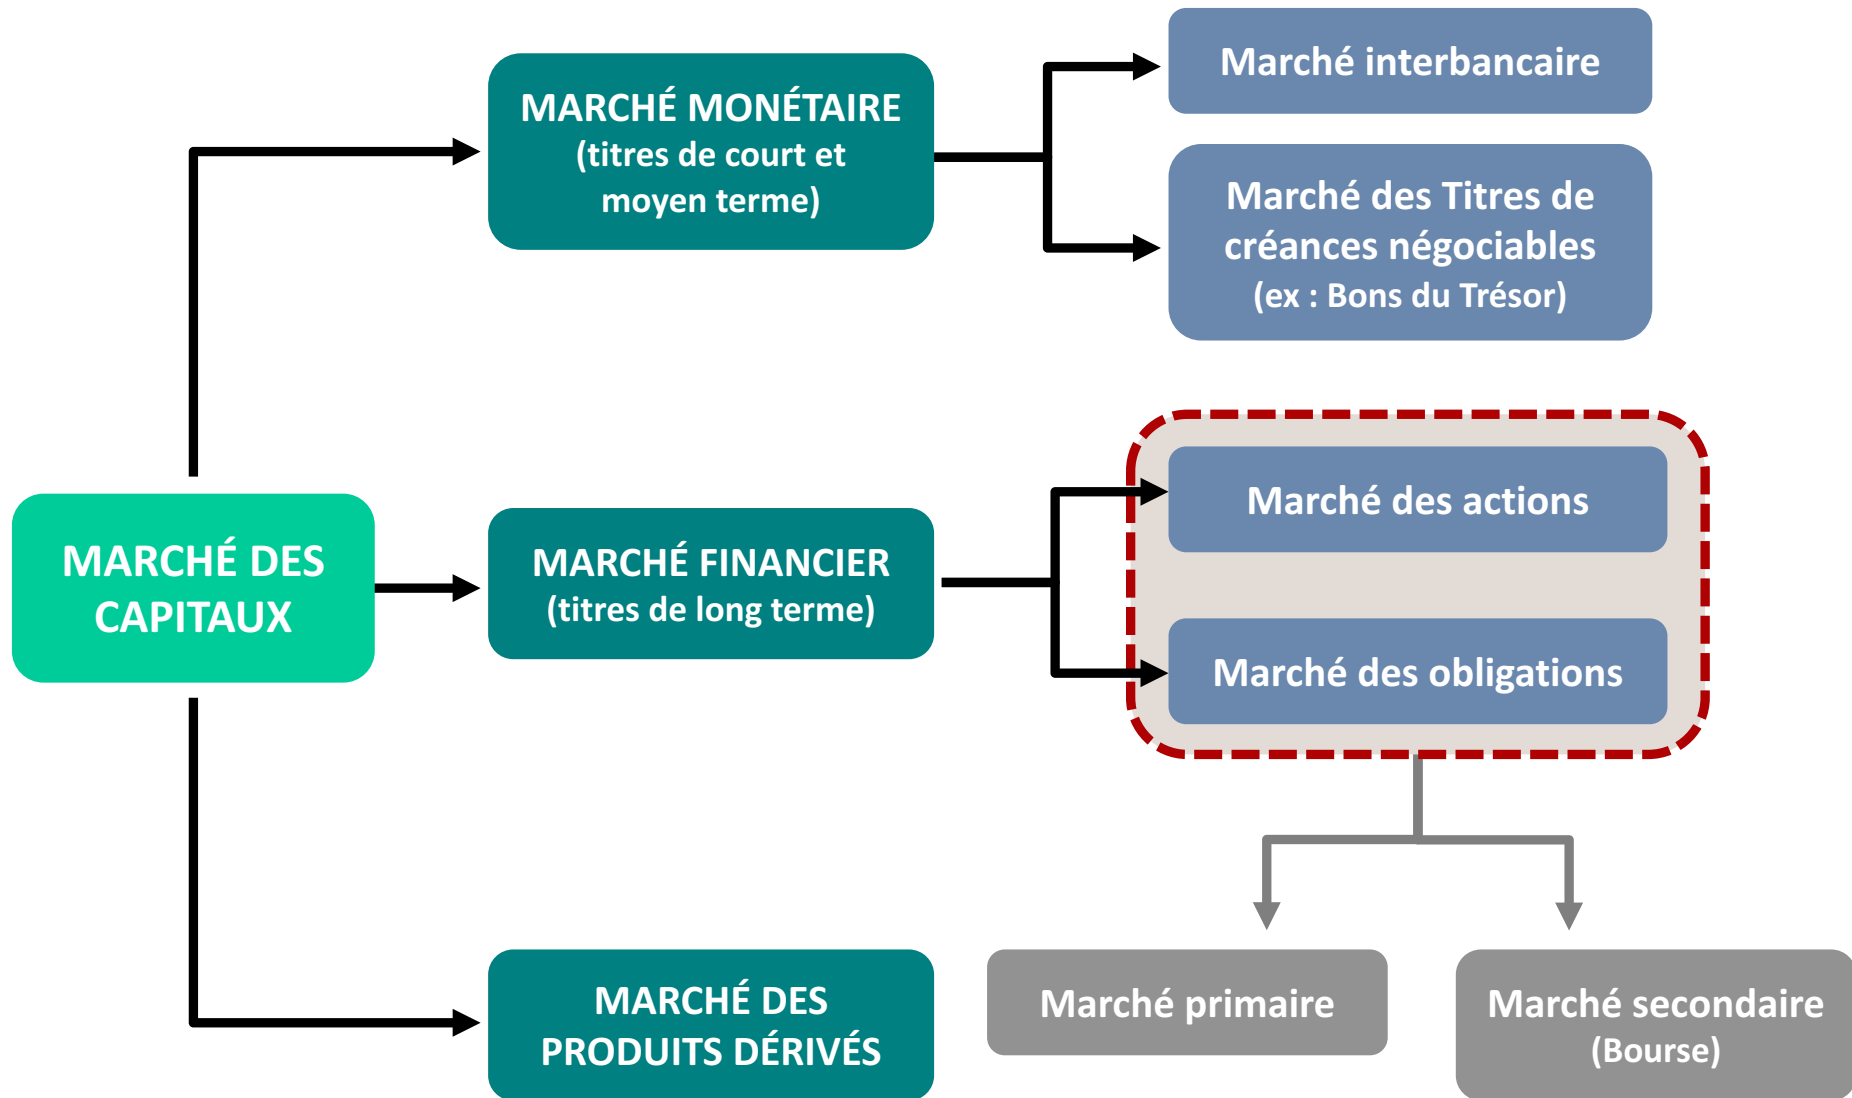 MARCHÉ DES
CAPITAUX
MARCHÉ MONÉTAIRE
(titres de court et
moyen terme)
Marché interbancaire
Marché des Titres de
créances négociables
(ex : Bons du Trésor)
MARCHÉ FINANCIER
(titres de long terme)
Marché des actions
Marché des obligations
Marché primaire
Marché secondaire
(Bourse)
MARCHÉ DES
PRODUITS DÉRIVÉS